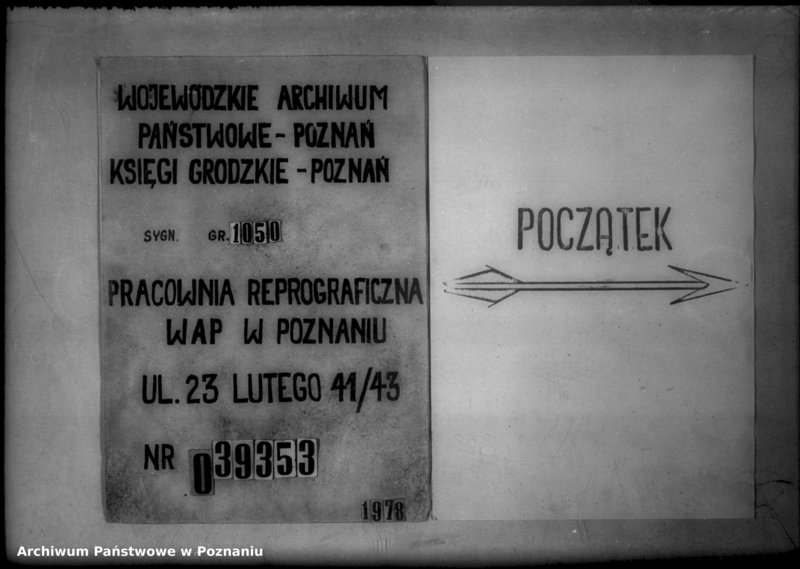 WOJEWÓDZKIE ARCHIWUM
PAŃSTWOWE - POZNAŃ
KSIĘGI GRODZKIE - POZNAŃ
SYGN. GR. 1050
PRACOWNIA REPROGRAFICZNA
WAP W POZNANIU
UL. 23 LUTEGO 41/43
NR 039353
1978
POCZĄTEK
Archiwum Państwowe w Poznaniu